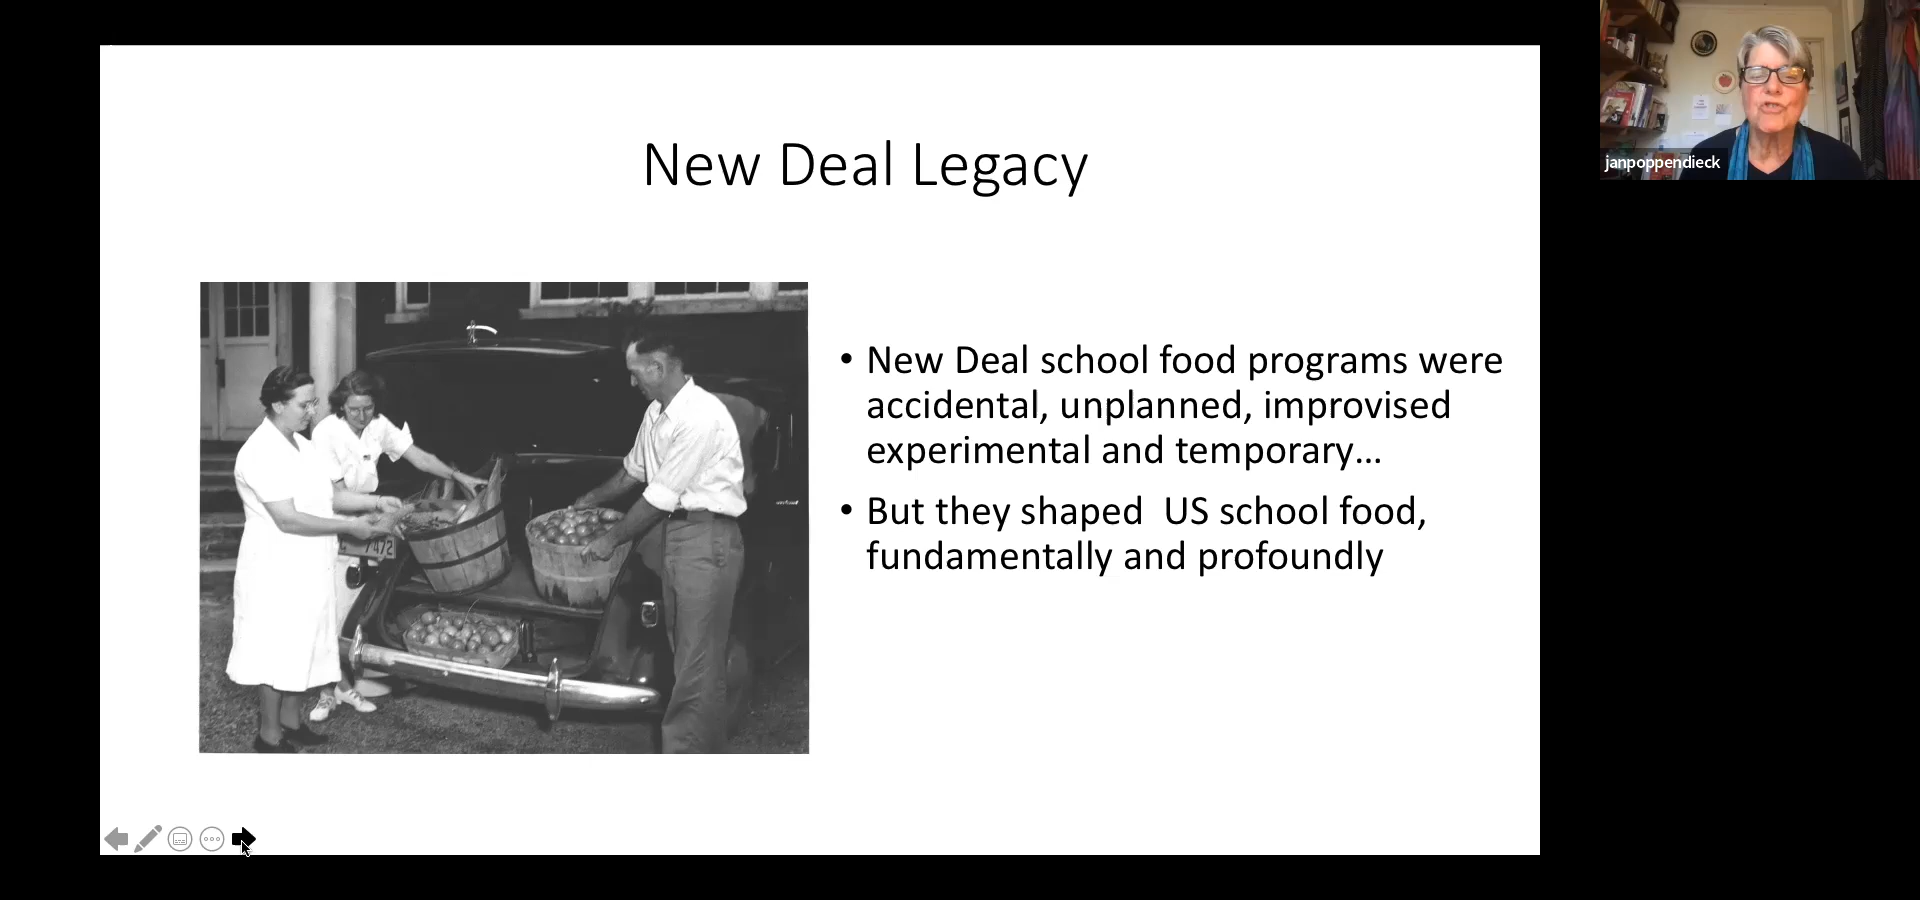 New Deal Legacy
• New Deal school food programs were
accidental, unplanned, improvised
experimental and temporary...
• But they shaped  US school food,
fundamentally and profoundly
janpoppendieck